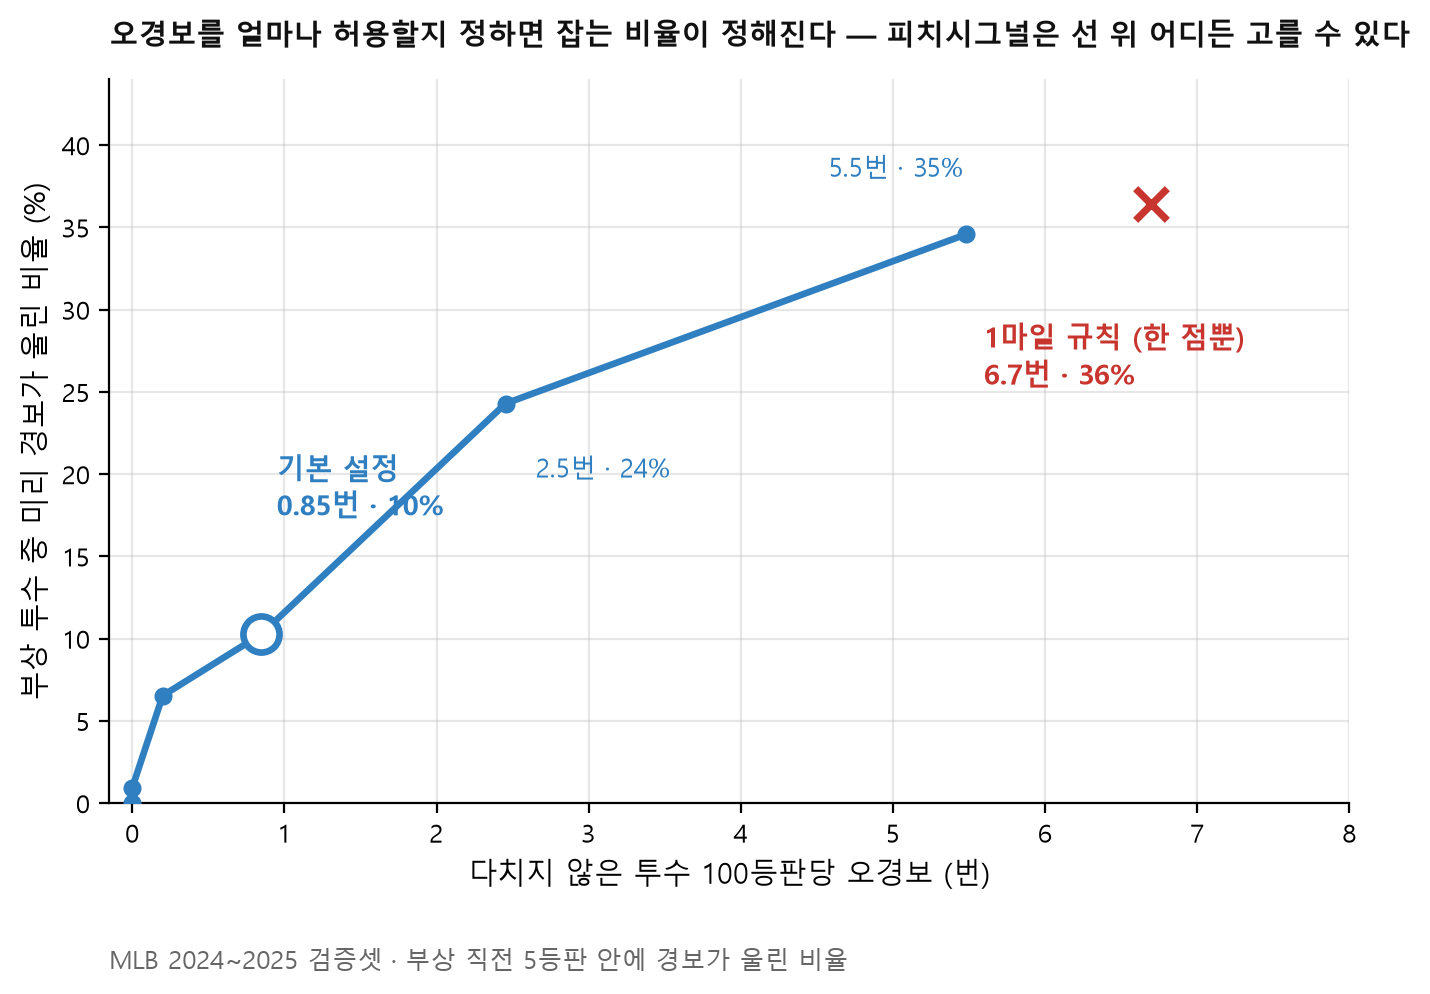 오경보를 얼마나 허용할지 정하면 잡는 비율이 정해진다 — 피치시그널은 선 위 어디든 고를 수 있다
부상 투수 중 미리 경보가 울린 비율 (%)
40
35
30
25
20
15
10
5
0
5.5번 · 35%
1마일 규칙 (한 점뿐)
6.7번 · 36%
기본 설정
0.85번 · 10%
2.5번 · 24%
0 1 2 3 4 5 6 7 8
다치지 않은 투수 100등판당 오경보 (번)
MLB 2024~2025 검증셋 · 부상 직전 5등판 안에 경보가 울린 비율